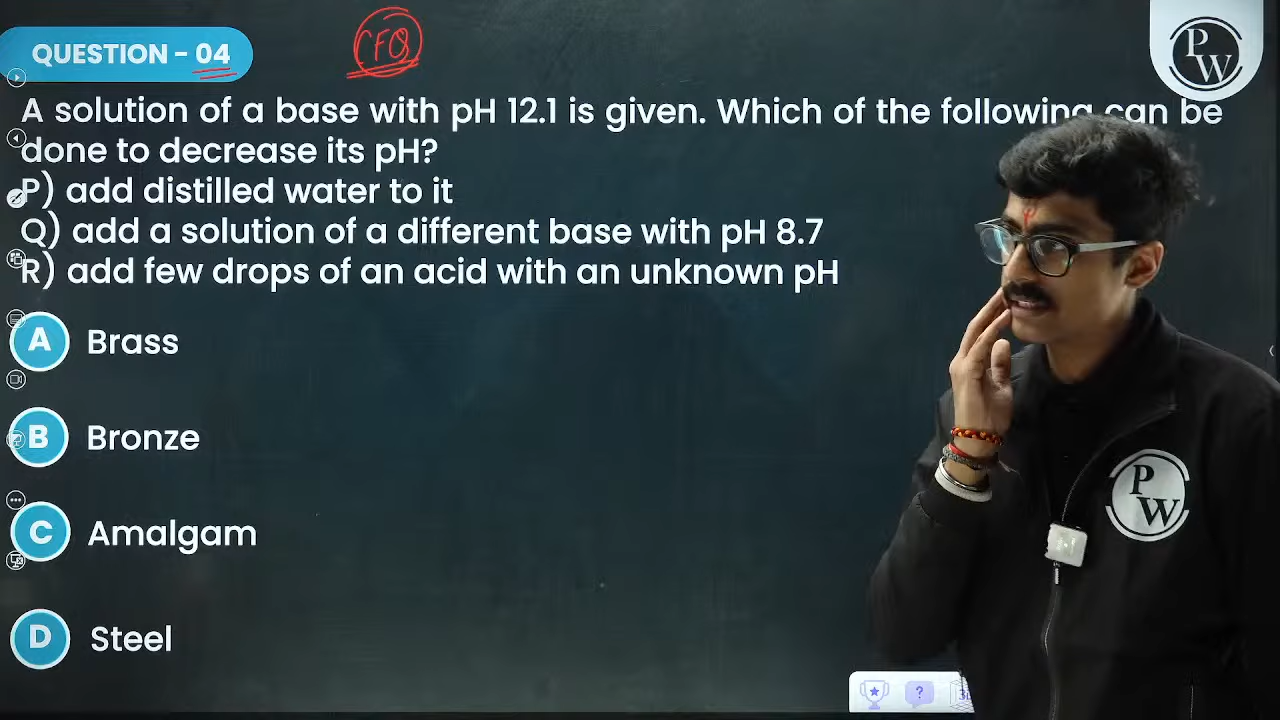 QUESTION - 04
CFQ
PW
A solution of a base with pH 12.1 is given. Which of the following can be
done to decrease its pH?
P) add distilled water to it
Q) add a solution of a different base with pH 8.7
R) add few drops of an acid with an unknown pH
A Brass
B Bronze
C Amalgam
D Steel
PW
?